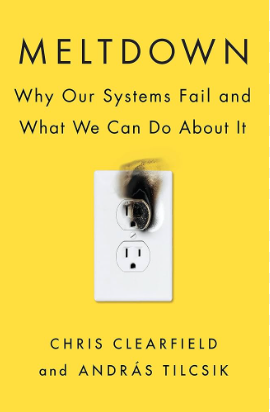 MELTDOWN
Why Our Systems Fail and
What We Can Do About It
CHRIS CLEARFIELD
and ANDRÁS TILCSIK